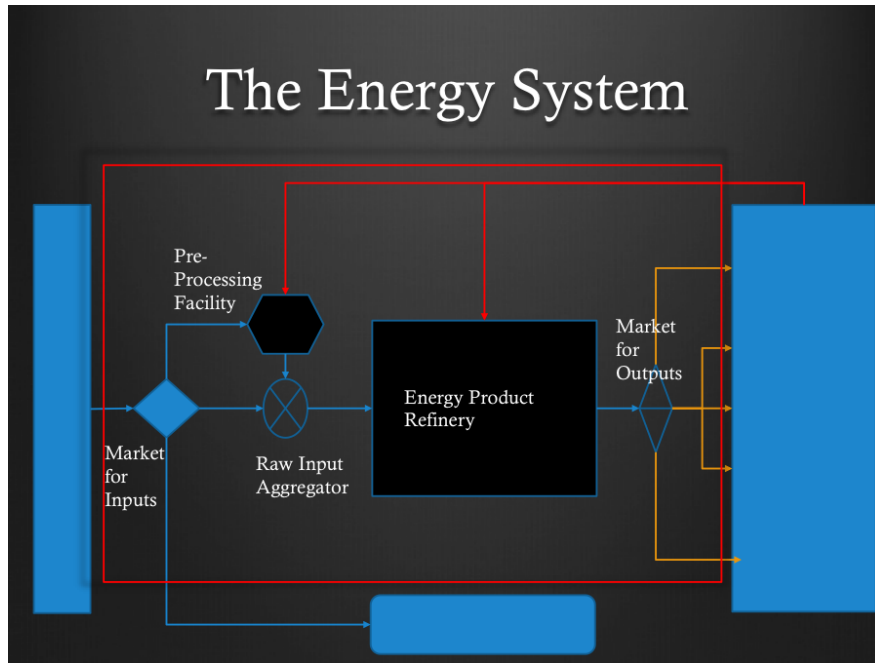 The Energy System
Pre-
Processing
Facility
Market
for
Outputs
Energy Product
Refinery
Market
for
Inputs
Raw Input
Aggregator